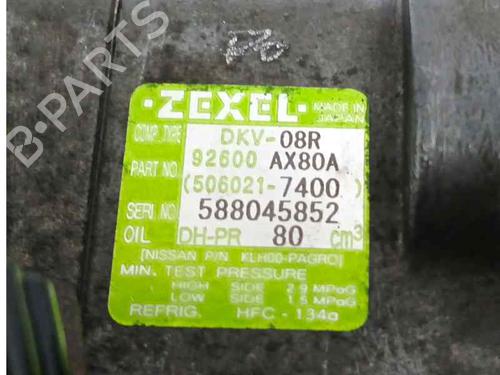 B-PARTS
·ZEXEL·
MADE IN
JAPAN
COMP. TYPE DKV-08R
PART NO 92600 AX80A
(506021-7400)
SERI NO 588045852
OIL DH-PR 80 cm³
[NISSAN P/N KLH00-PAGR0]
MIN. TEST PRESSURE
HIGH SIDE 2.9 MPaG
LOW SIDE 1.5 MPaG
REFRIG. HFC-134a